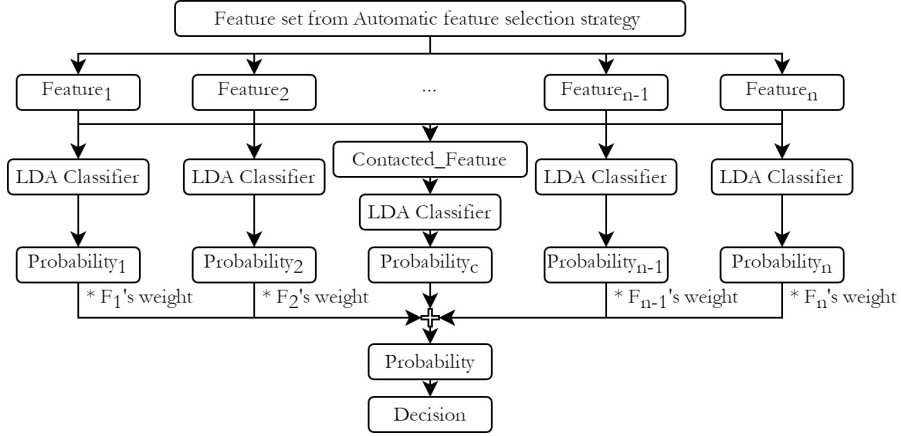 Feature set from Automatic feature selection strategy
Feature1
Feature2
...
Featuren-1
Featuren
Contacted_Feature
LDA Classifier
LDA Classifier
LDA Classifier
LDA Classifier
LDA Classifier
Probability1
Probability2
Probabilityc
Probabilityn-1
Probabilityn
* F1's weight
* F2's weight
* Fn-1's weight
* Fn's weight
Probability
Decision